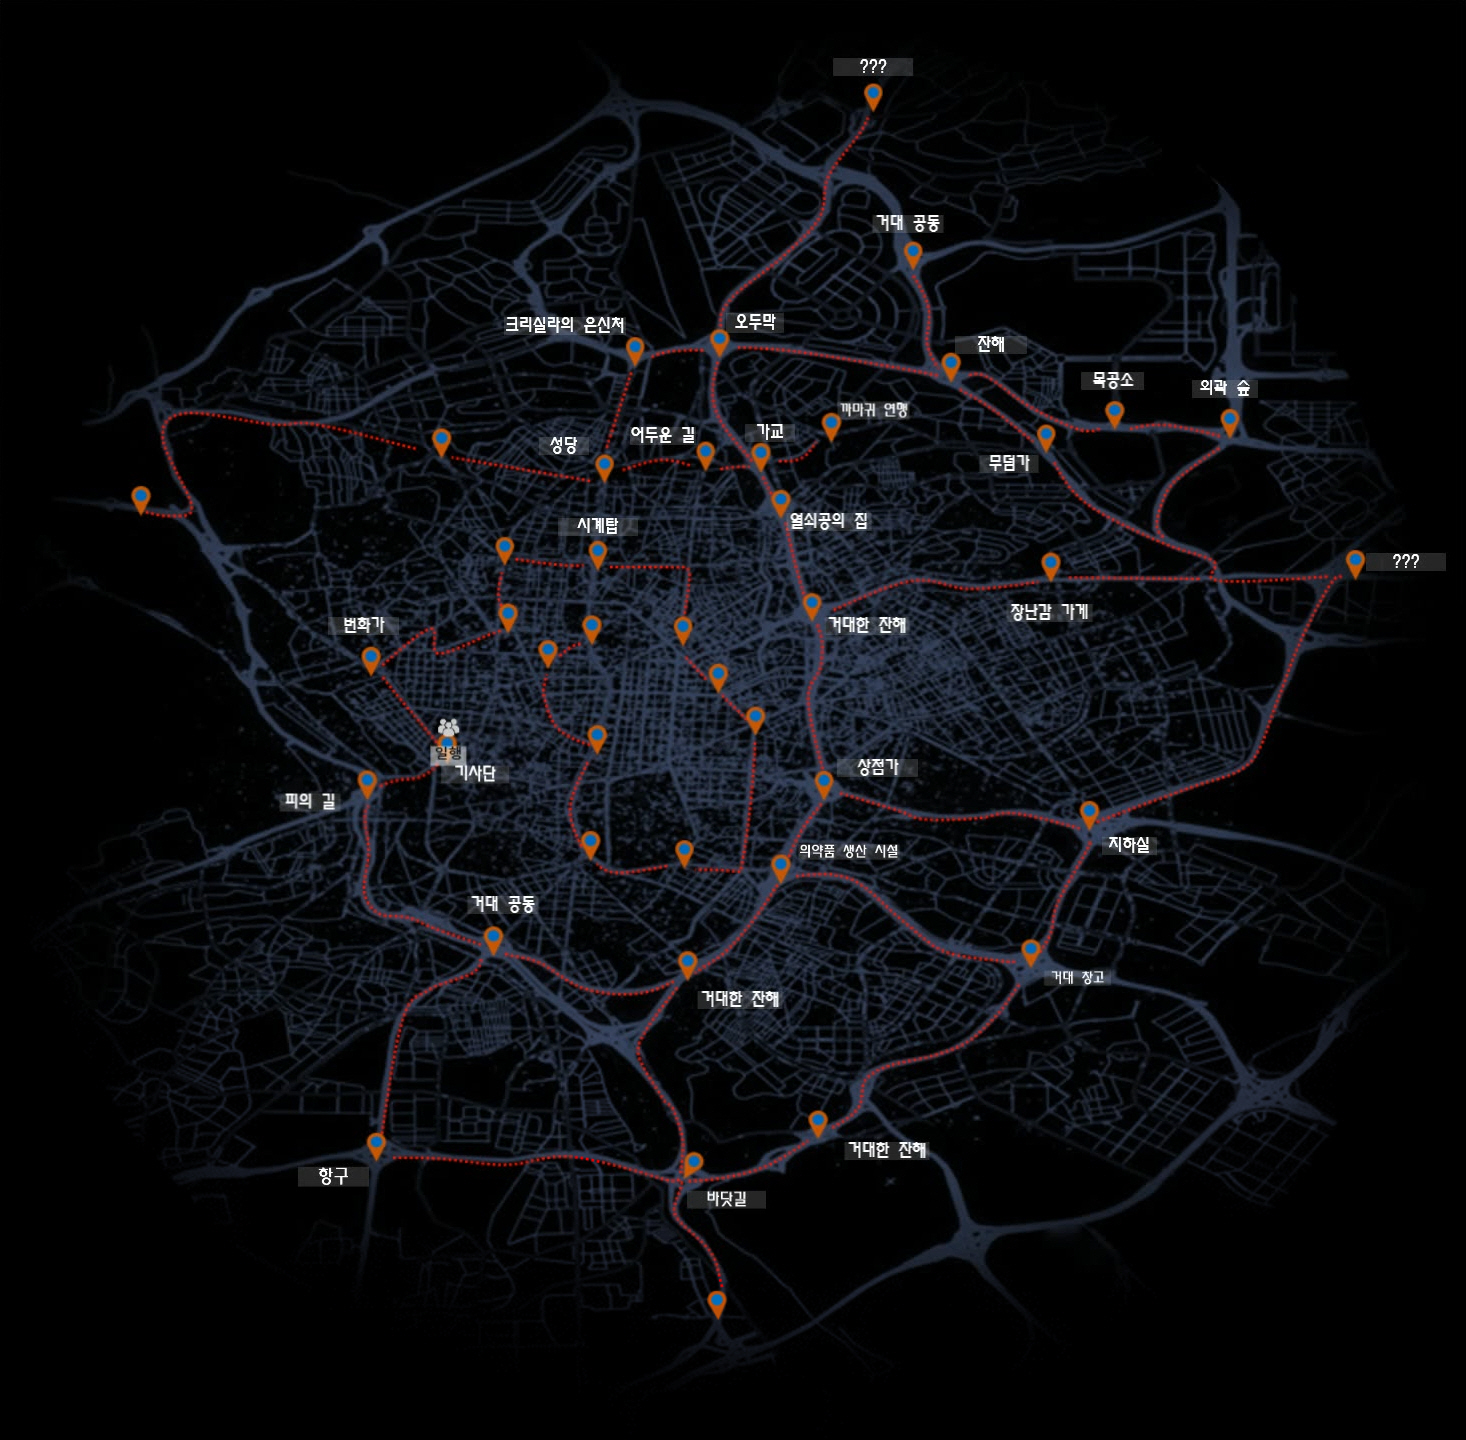 ???
거대 공동
크리실라의 은신처
오두막
잔해
목공소
외곽 숲
까마귀 연맹
성당
어두운 길
가교
무덤가
열쇠공의 집
시계탑
???
장난감 가게
번화가
거대한 잔해
일행
기사단
상점가
피의 길
지하실
의약품 생산 시설
거대 공동
거대 창고
거대한 잔해
거대한 잔해
항구
바닷길